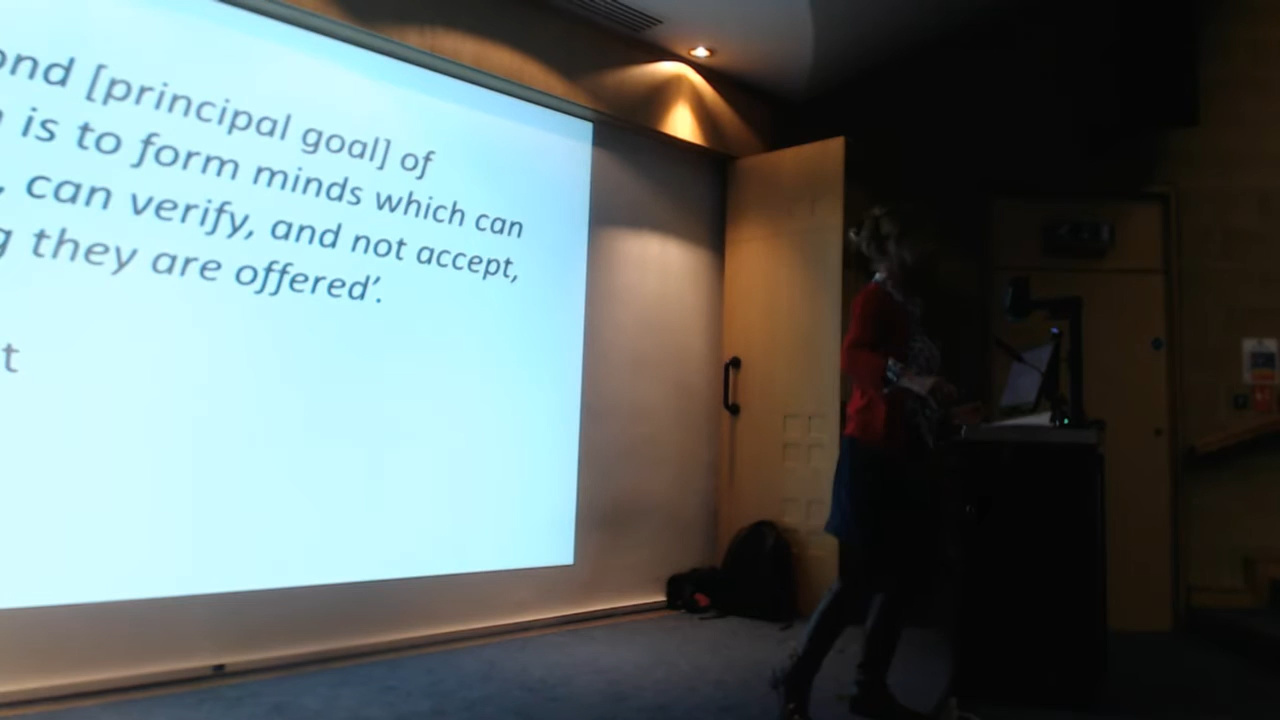 ond [principal goal] of
is to form minds which can
, can verify, and not accept,
g they are offered’.
t